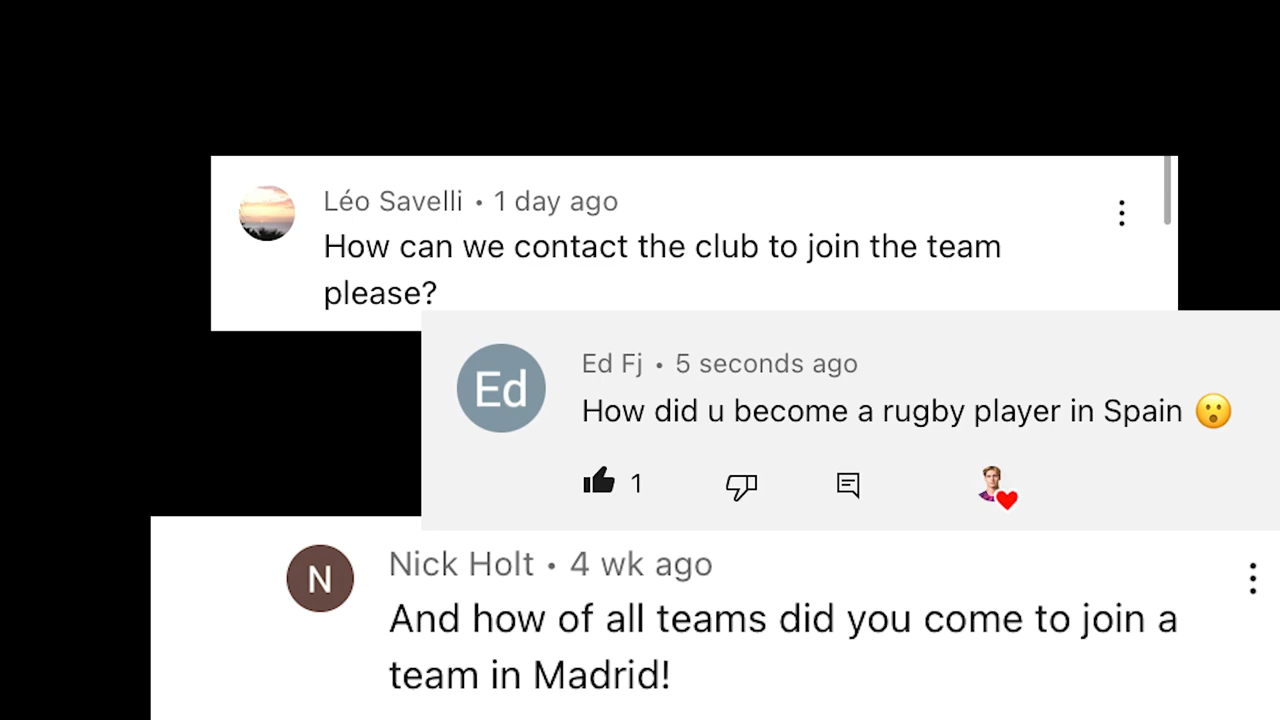 Léo Savelli • 1 day ago
How can we contact the club to join the team
please?
Ed
Ed Fj • 5 seconds ago
How did u become a rugby player in Spain 😮
1
N
Nick Holt • 4 wk ago
And how of all teams did you come to join a
team in Madrid!